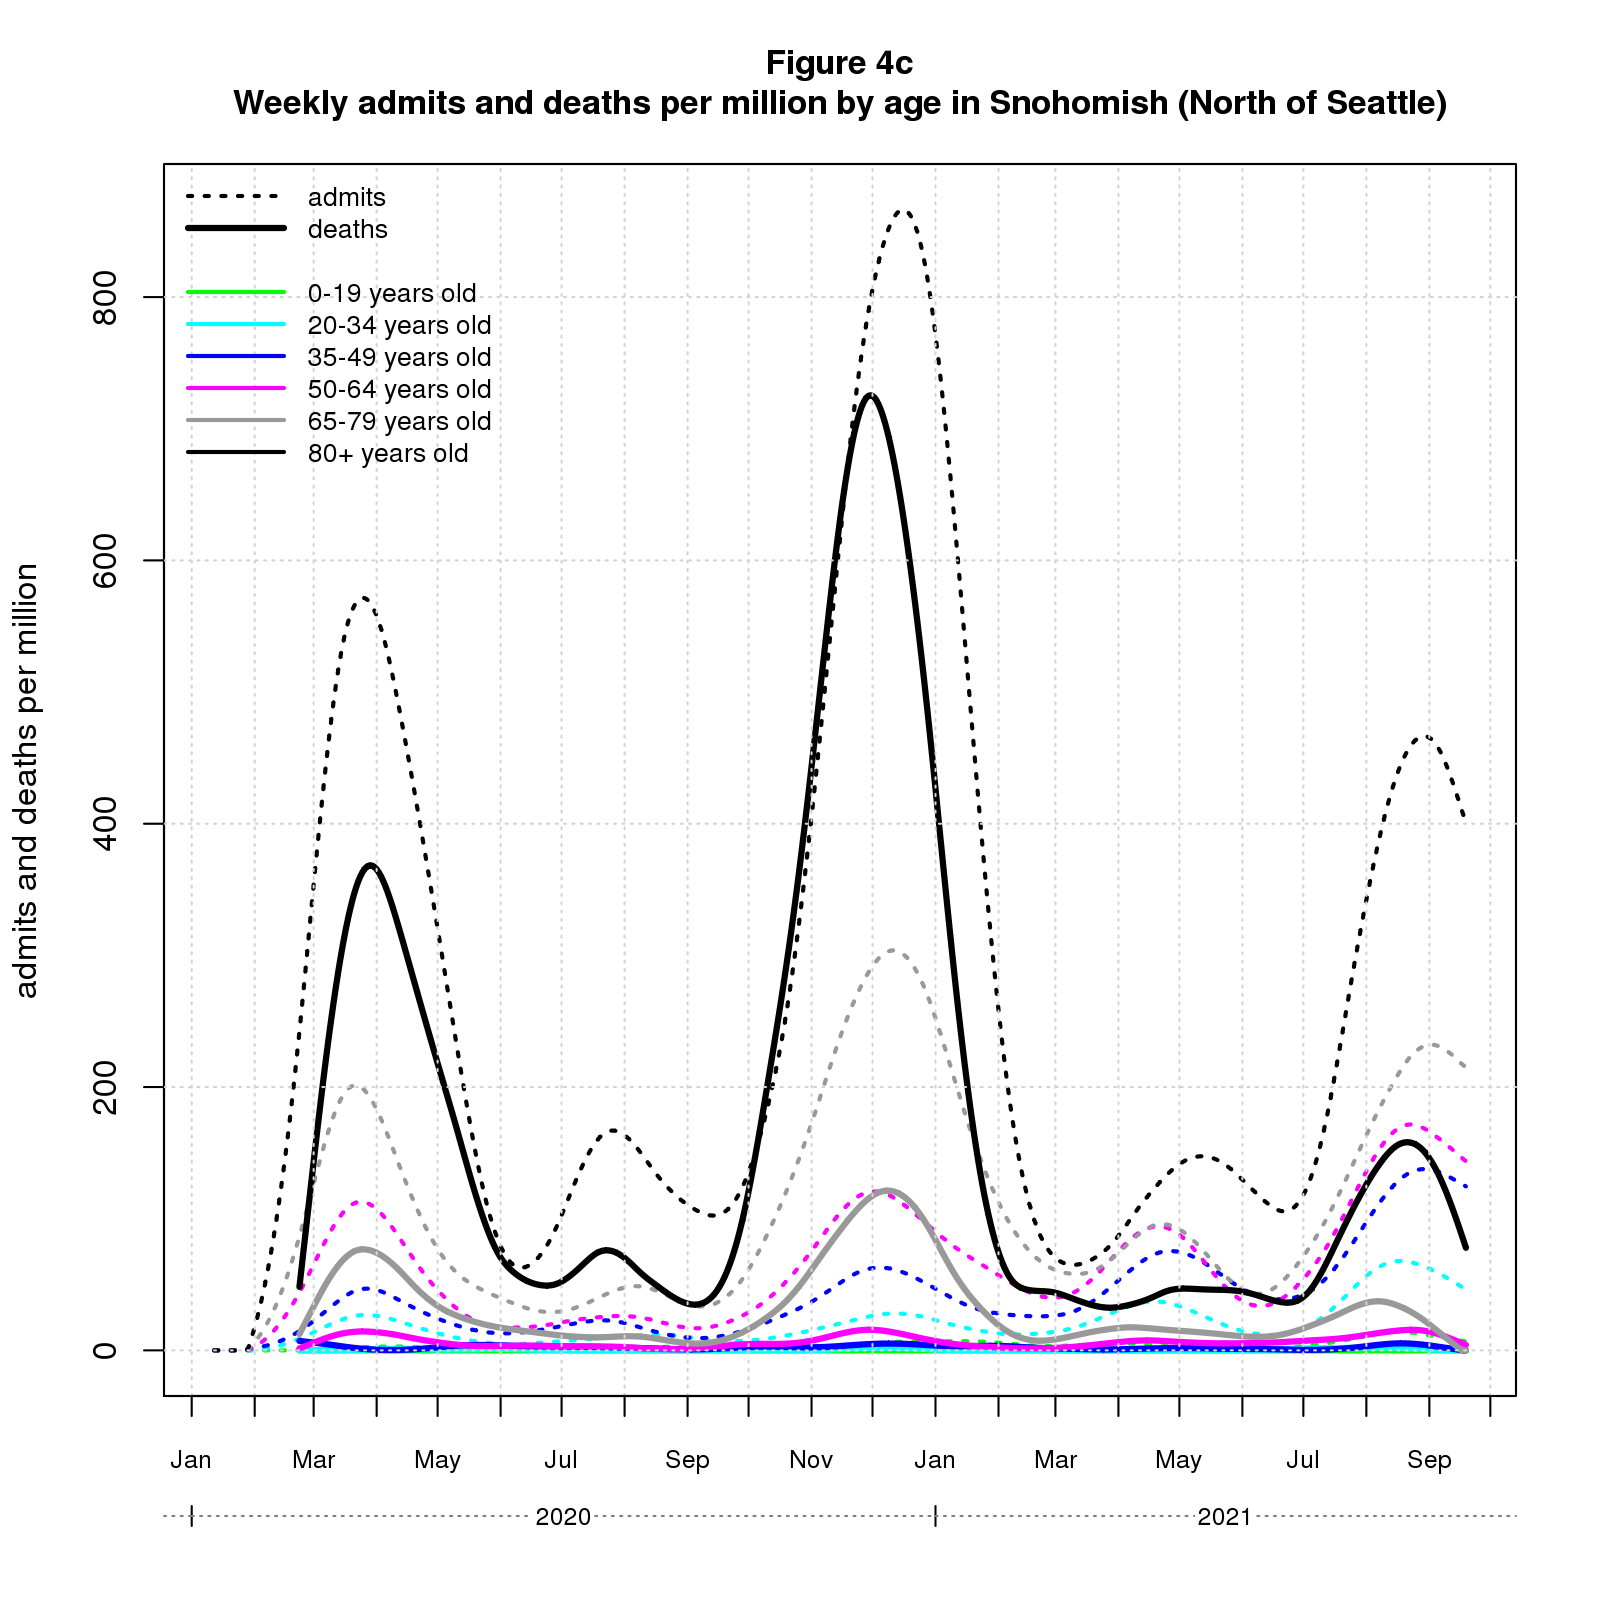 Figure 4c
Weekly admits and deaths per million by age in Snohomish (North of Seattle)
admits
deaths
0-19 years old
20-34 years old
35-49 years old
50-64 years old
65-79 years old
80+ years old
admits and deaths per million
800
600
400
200
0
Jan Mar May Jul Sep Nov Jan Mar May Jul Sep
2020 2021